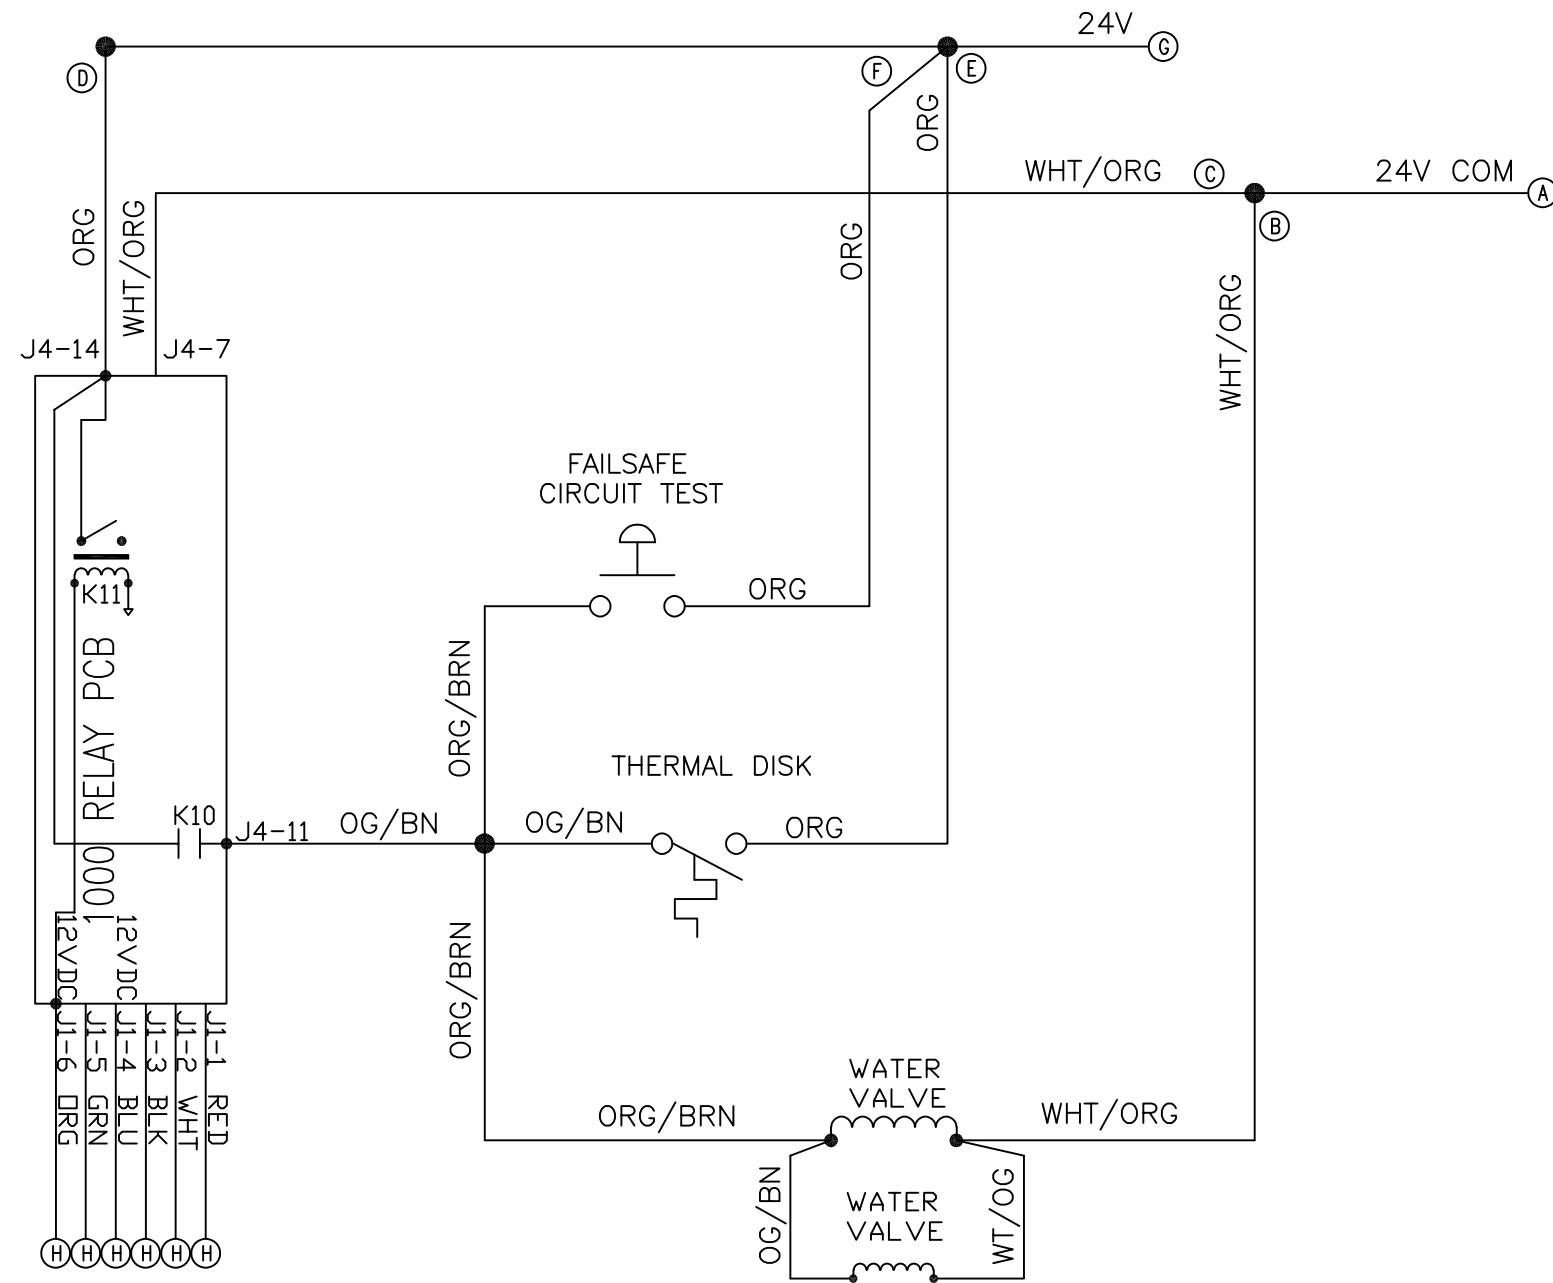 24V
G
D
F
E
ORG
WHT/ORG
C
24V COM
A
B
ORG
WHT/ORG
ORG
WHT/ORG
J4-14
J4-7
FAILSAFE
CIRCUIT TEST
K11
ORG
1000 RELAY PCB
ORG/BRN
THERMAL DISK
K10
J4-11
OG/BN
OG/BN
ORG
12VDC
12VDC
ORG/BRN
J1-6 ORG
J1-5 GRN
J1-4 BLU
J1-3 BLK
J1-2 WHT
J1-1 RED
WATER
VALVE
ORG/BRN
WHT/ORG
OG/BN
WATER
VALVE
WT/OG
H
H
H
H
H
H